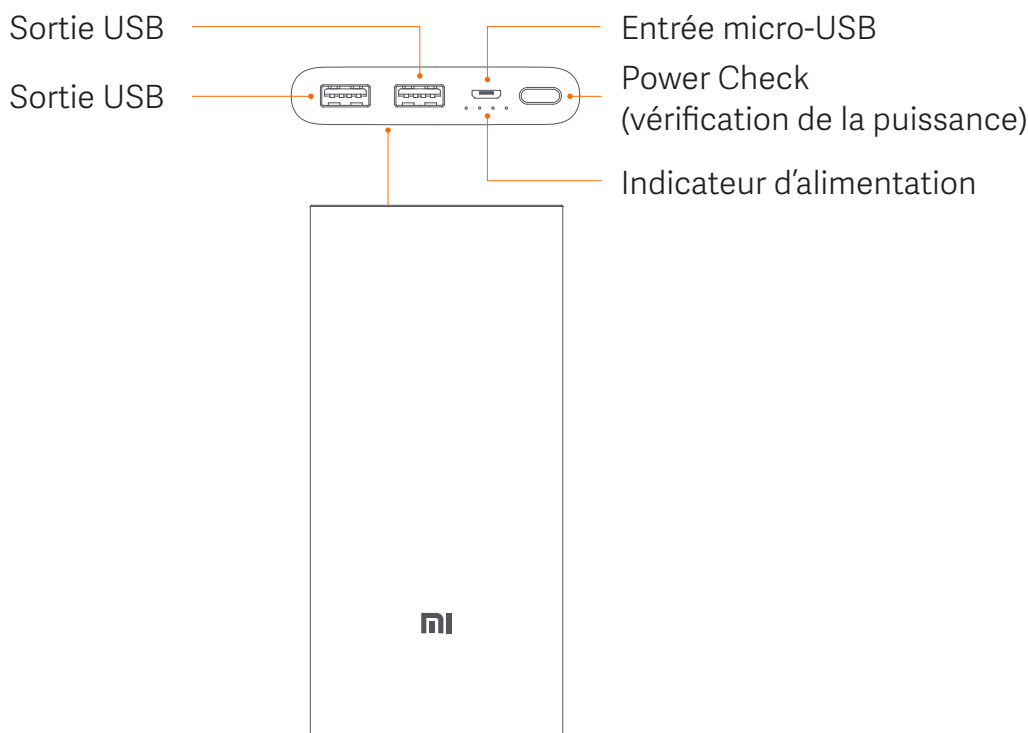 Sortie USB
Entrée micro-USB
Sortie USB
Power Check
(vérification de la puissance)
Indicateur d’alimentation
MI